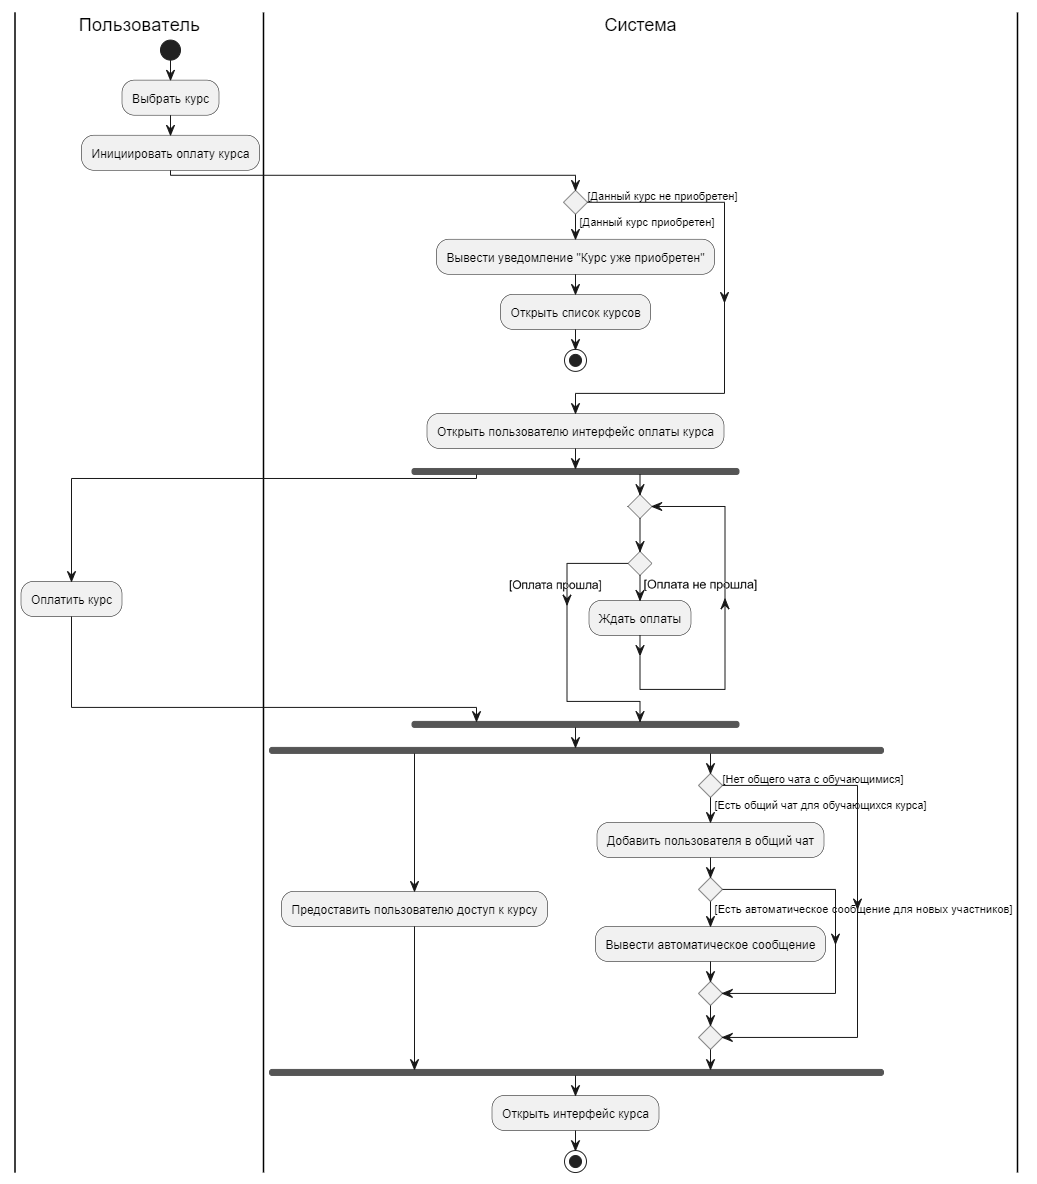 Пользователь
Система
Выбрать курс
Инициировать оплату курса
[Данный курс не приобретен]
[Данный курс приобретен]
Вывести уведомление "Курс уже приобретен"
Открыть список курсов
Открыть пользователю интерфейс оплаты курса
[Оплата прошла]
[Оплата не прошла]
Оплатить курс
Ждать оплаты
[Нет общего чата с обучающимися]
[Есть общий чат для обучающихся курса]
Добавить пользователя в общий чат
Предоставить пользователю доступ к курсу
[Есть автоматическое сообщение для новых участников]
Вывести автоматическое сообщение
Открыть интерфейс курса